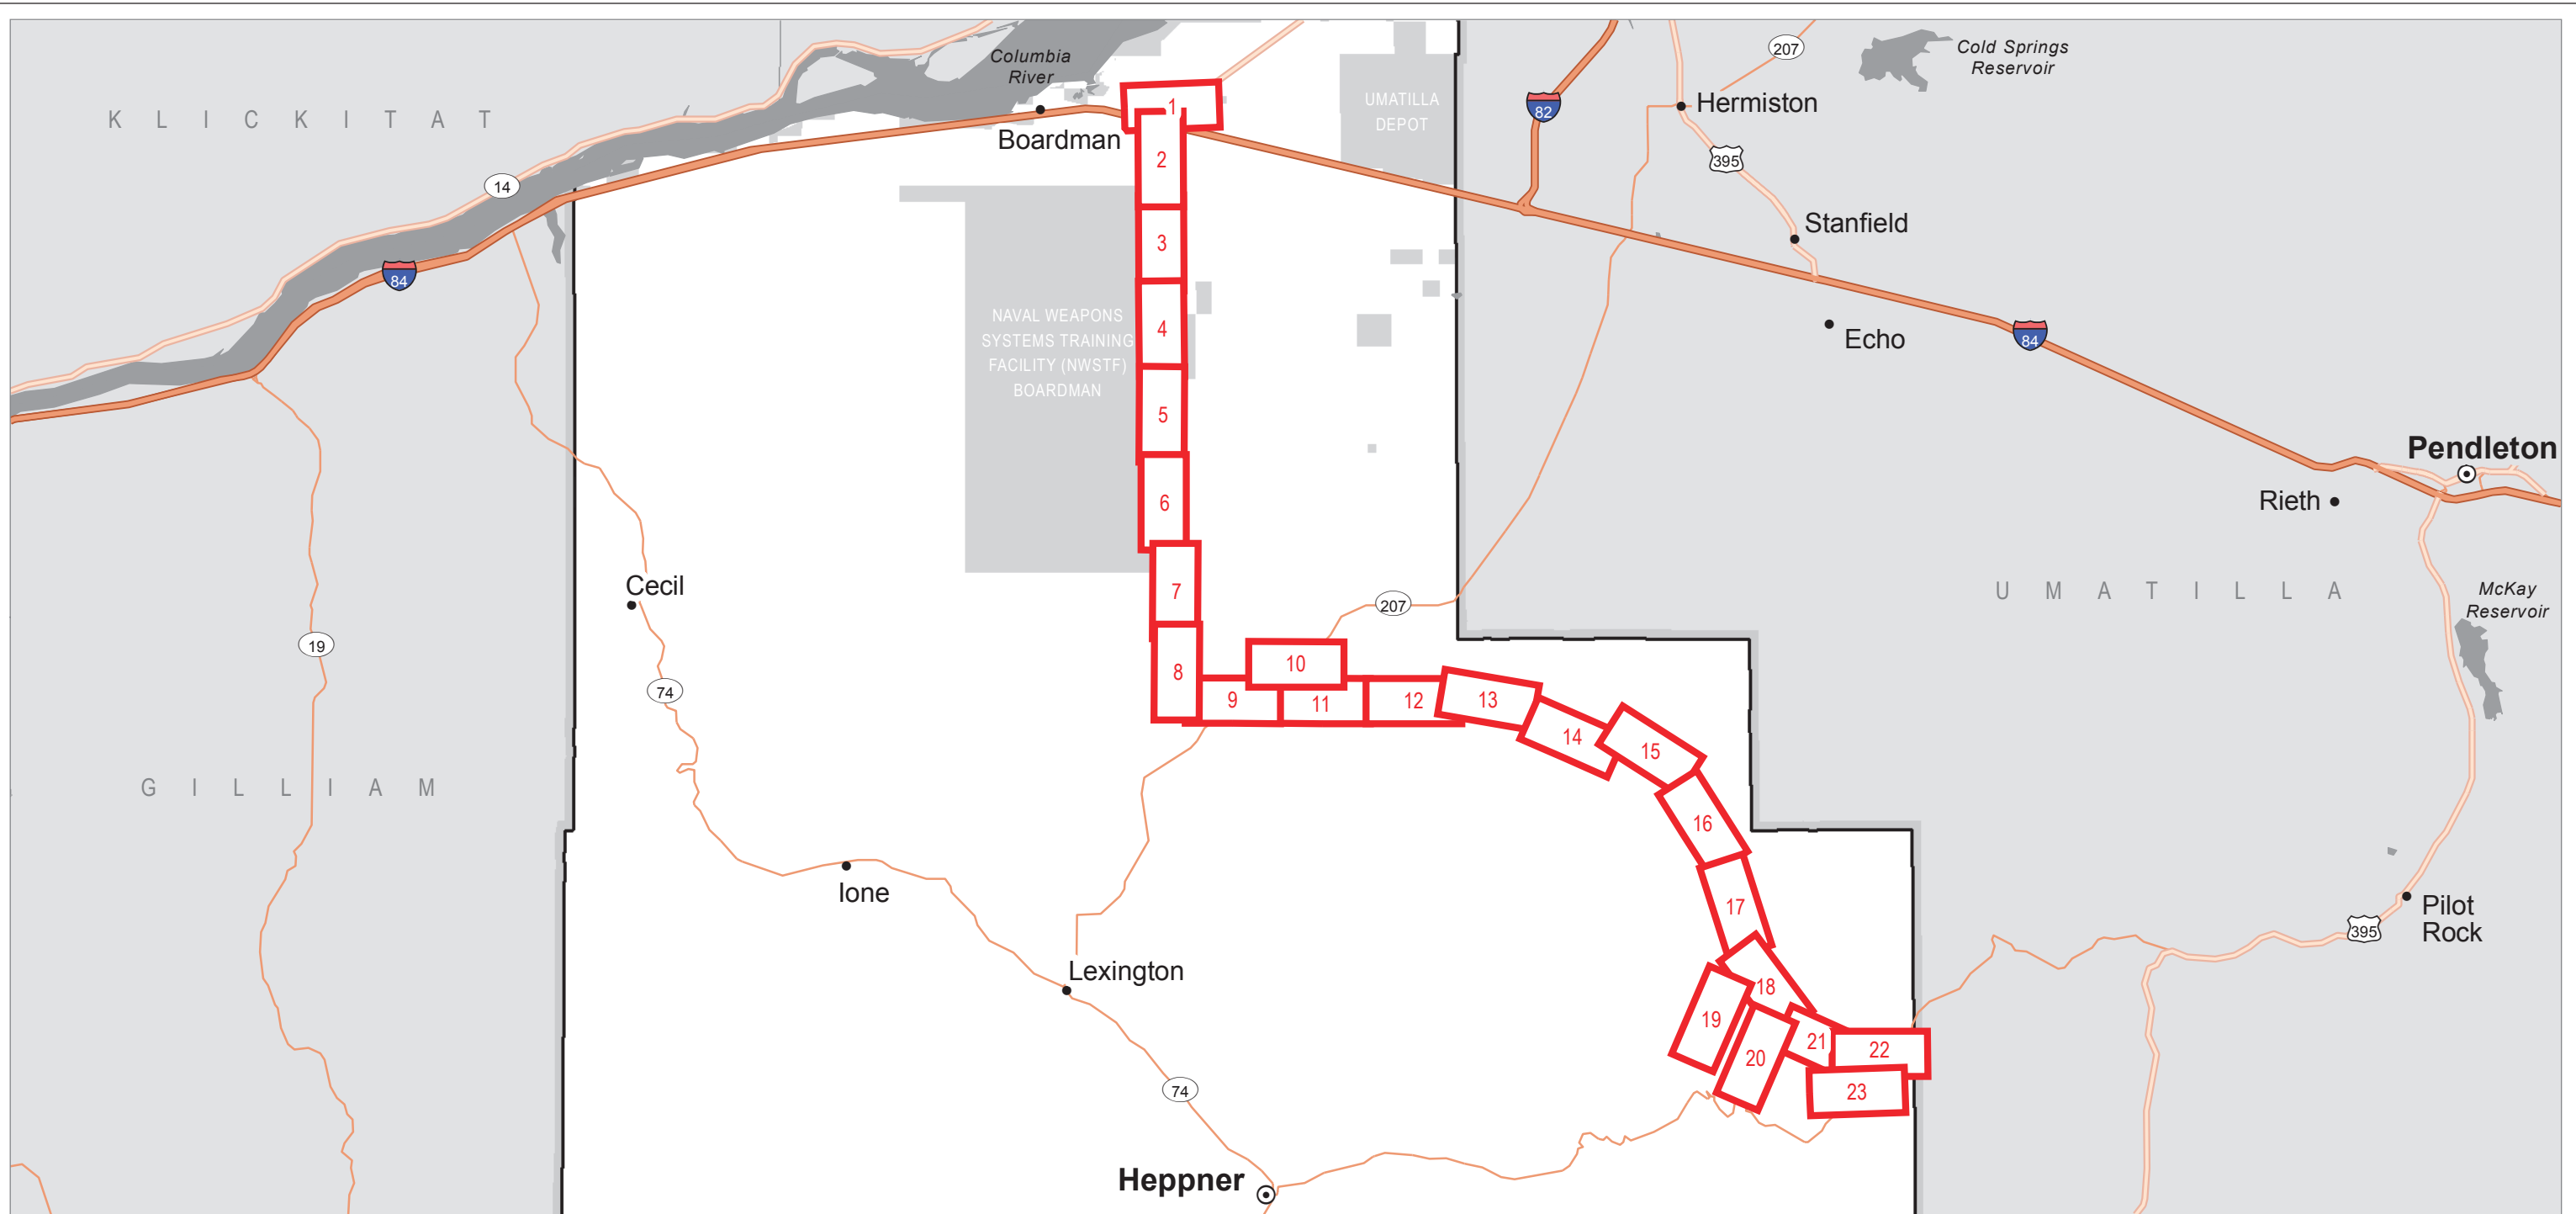 Columbia
River
207
Cold Springs
Reservoir
K L I C K I T A T
1
UMATILLA
DEPOT
82
Hermiston
Boardman
2
395
14
Stanfield
3
84
NAVAL WEAPONS
SYSTEMS TRAINING
FACILITY (NWSTF)
BOARDMAN
4
Echo
84
5
Pendleton
6
Rieth
Cecil
7
207
U M A T I L L A
McKay
Reservoir
19
74
8
10
9
11
12
13
14
15
G I L L I A M
16
Ione
17
Pilot
Rock
395
Lexington
18
19
20
21
22
23
74
Heppner